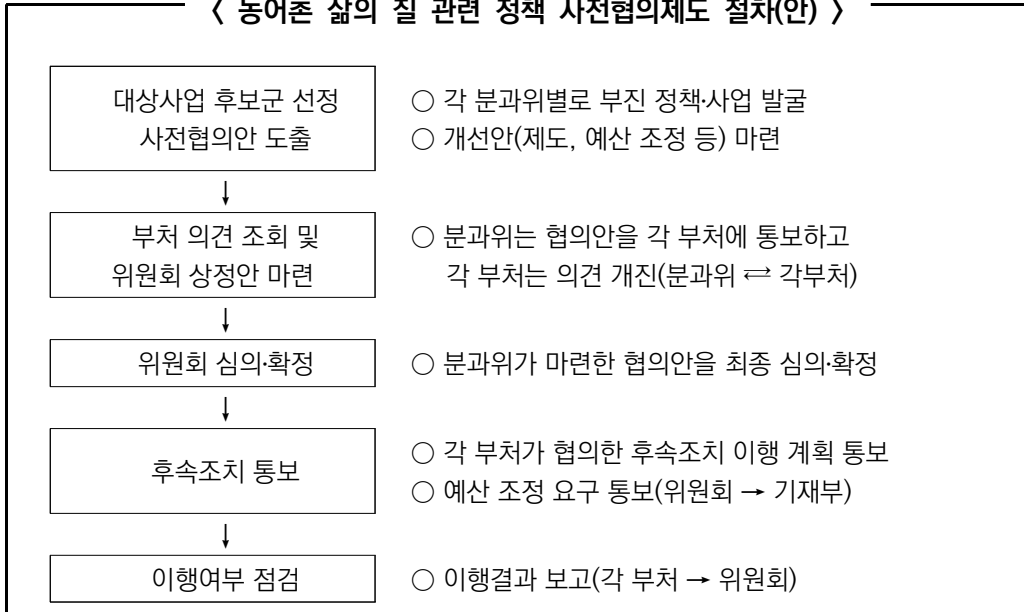 〈 농어촌 삶의 질 관련 정책 사전협의제도 절차(안) 〉
대상사업 후보군 선정
사전협의안 도출
○ 각 분과위별로 부진 정책·사업 발굴
○ 개선안(제도, 예산 조정 등) 마련
↓
부처 의견 조회 및
위원회 상정안 마련
○ 분과위는 협의안을 각 부처에 통보하고
각 부처는 의견 개진(분과위 ⇄ 각부처)
↓
위원회 심의·확정
○ 분과위가 마련한 협의안을 최종 심의·확정
↓
후속조치 통보
○ 각 부처가 협의한 후속조치 이행 계획 통보
○ 예산 조정 요구 통보(위원회 → 기재부)
↓
이행여부 점검
○ 이행결과 보고(각 부처 → 위원회)